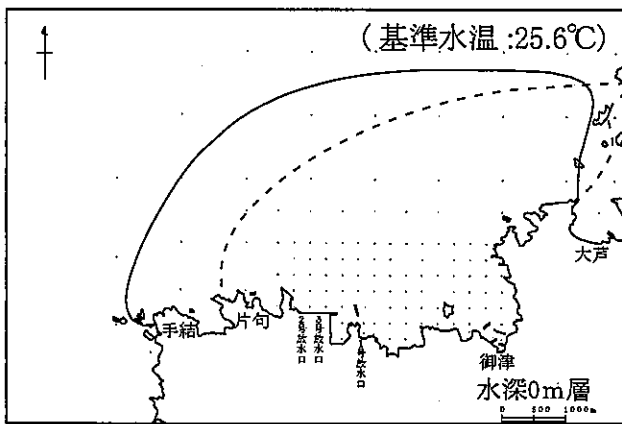 (基準水温:25.6℃)
大芦
手結
片句
2号放水口
3号放水口
1号放水口
御津
水深0m層
0 500 1000m